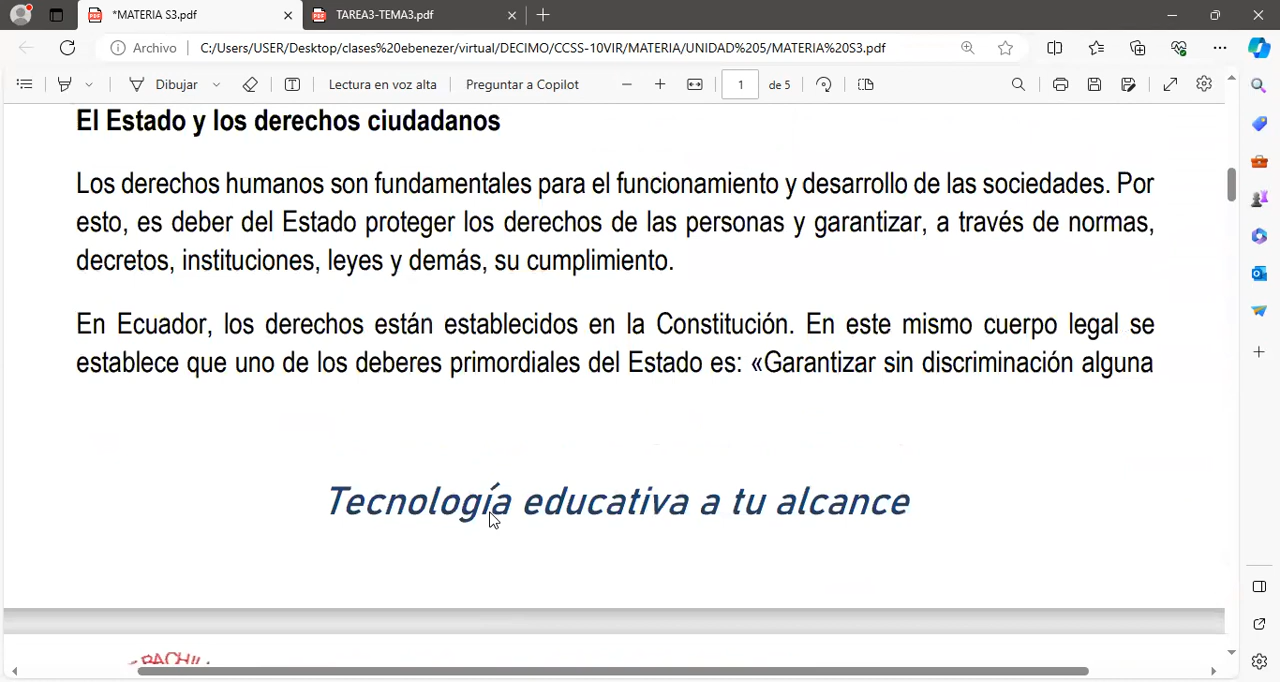 *MATERIA S3.pdf
TAREA3-TEMA3.pdf
Archivo
C:/Users/USER/Desktop/clases%20ebenezer/virtual/DECIMO/CCSS-10VIR/MATERIA/UNIDAD%205/MATERIA%20S3.pdf
Dibujar
Lectura en voz alta
Preguntar a Copilot
1
de 5
El Estado y los derechos ciudadanos
Los derechos humanos son fundamentales para el funcionamiento y desarrollo de las sociedades. Por
esto, es deber del Estado proteger los derechos de las personas y garantizar, a través de normas,
decretos, instituciones, leyes y demás, su cumplimiento.
En Ecuador, los derechos están establecidos en la Constitución. En este mismo cuerpo legal se
establece que uno de los deberes primordiales del Estado es: «Garantizar sin discriminación alguna
Tecnología educativa a tu alcance